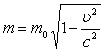 m = m₀ √(1 − υ²/c²)